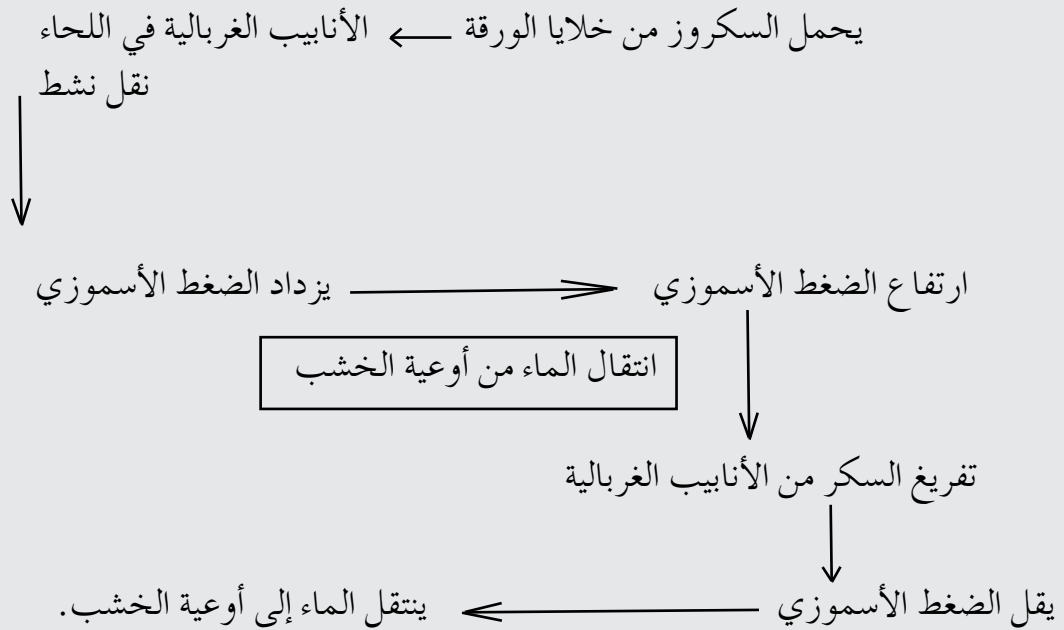 يحمل السكروز من خلايا الورقة ← الأنابيب الغربالية في اللحاء
نقل نشط
يزداد الضغط الأسموزي
ارتفاع الضغط الأسموزي
انتقال الماء من أوعية الخشب
تفريغ السكر من الأنابيب الغربالية
يقل الضغط الأسموزي
ينتقل الماء إلى أوعية الخشب.